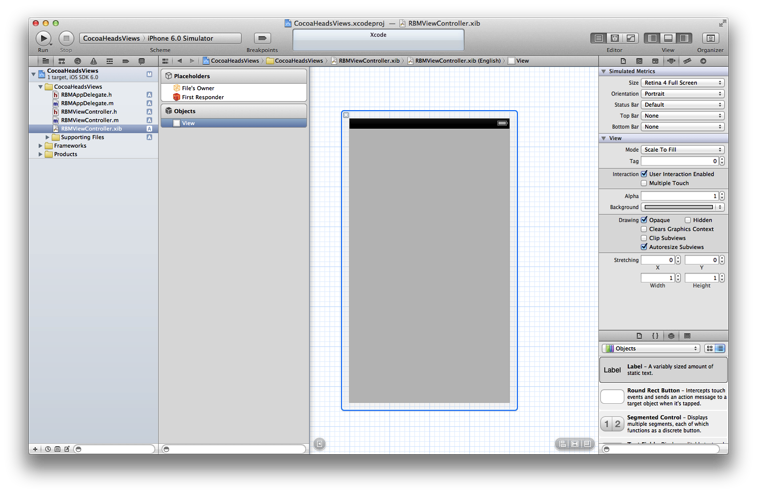 CocoaHeadsViews.xcodeproj — RBMViewController.xib
CocoaHeadsViews iPhone 6.0 Simulator
Xcode
Run Stop Scheme Breakpoints Editor View Organizer
CocoaHeadsViews
1 target, iOS SDK 6.0
CocoaHeadsViews
RBMAppDelegate.h A
RBMAppDelegate.m A
RBMViewController.h A
RBMViewController.m A
RBMViewController.xib A
Supporting Files
Frameworks
Products
CocoaHeadsViews CocoaHeadsViews RBMViewController.xib RBMViewController.xib (English) View
Placeholders
File's Owner
First Responder
Objects
View
Simulated Metrics
Size Retina 4 Full Screen
Orientation Portrait
Status Bar Default
Top Bar None
Bottom Bar None
View
Mode Scale To Fill
Tag 0
Interaction User Interaction Enabled
Multiple Touch
Alpha 1
Background
Drawing Opaque Hidden
Clears Graphics Context
Clip Subviews
Autoresize Subviews
Stretching 0 0
X Y
1 1
Width Height
Objects
Label Label – A variably sized amount of
static text.
Round Rect Button – Intercepts touch
events and sends an action message to a
target object when it's tapped.
1 2 Segmented Control – Displays
multiple segments, each of which
functions as a discrete button.